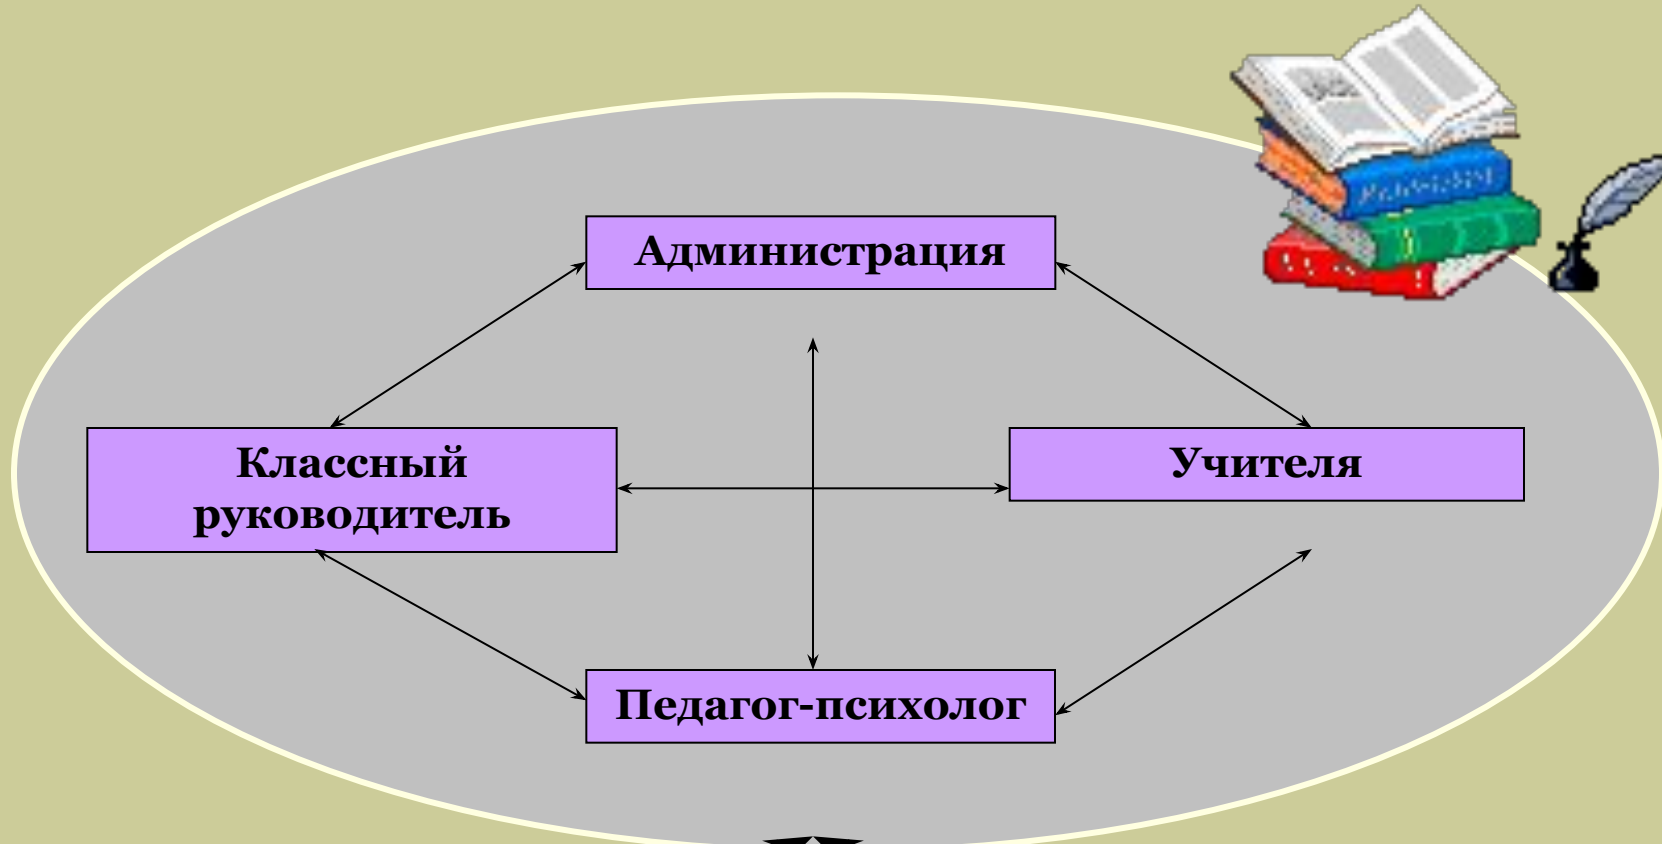 Администрация
Классный
руководитель
Учителя
Педагог-психолог